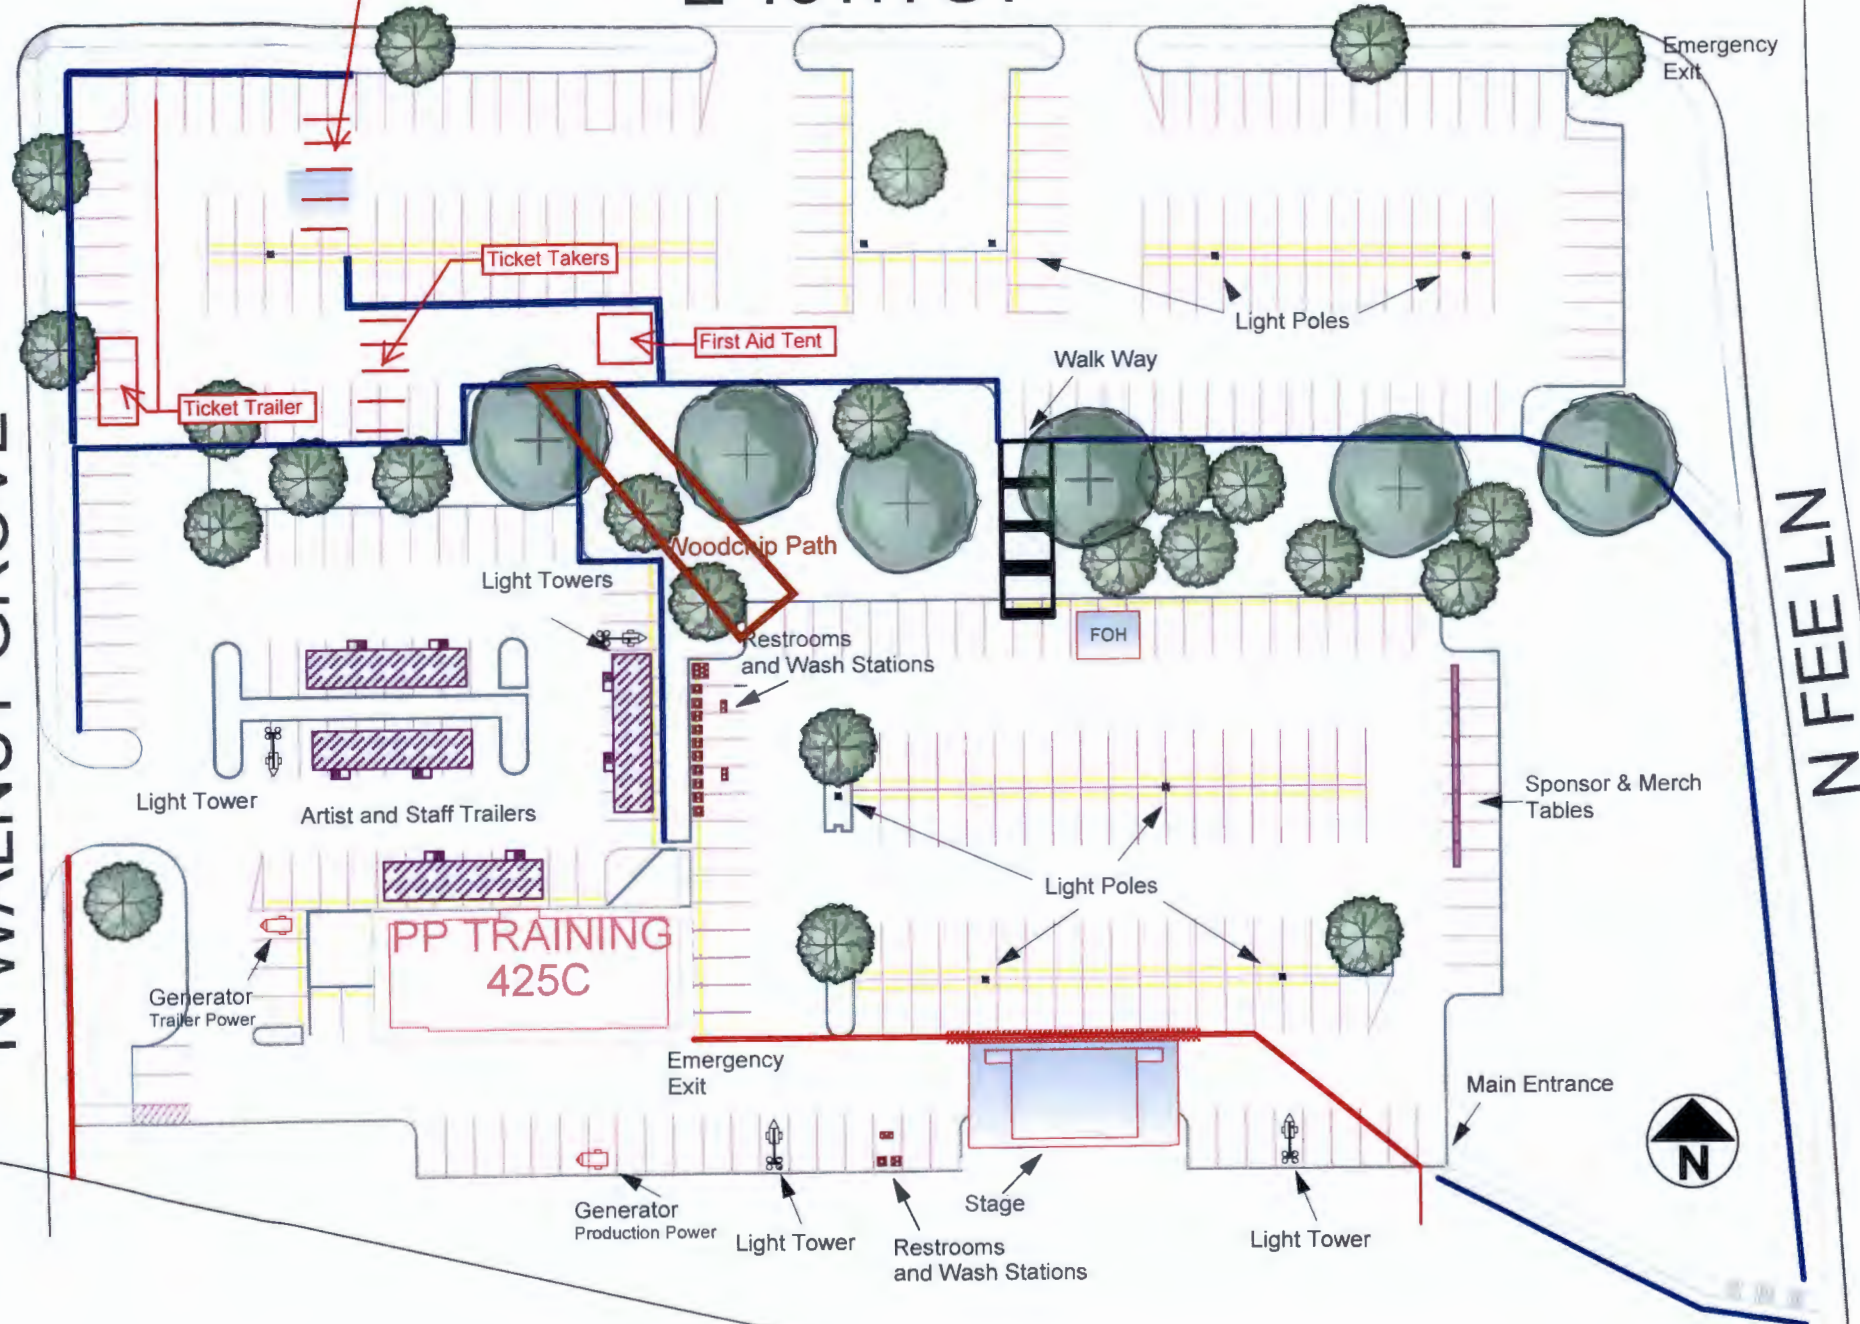 Emergency
Exit
Ticket Takers
First Aid Tent
Light Poles
Walk Way
Ticket Trailer
N FEE LN
Woodchip Path
Light Towers
FOH
Restrooms
and Wash Stations
Light Tower
Artist and Staff Trailers
Sponsor & Merch
Tables
Light Poles
PP TRAINING
425C
Generator
Trailer Power
Emergency
Exit
Main Entrance
N
Stage
Generator
Production Power
Light Tower
Restrooms
and Wash Stations
Light Tower